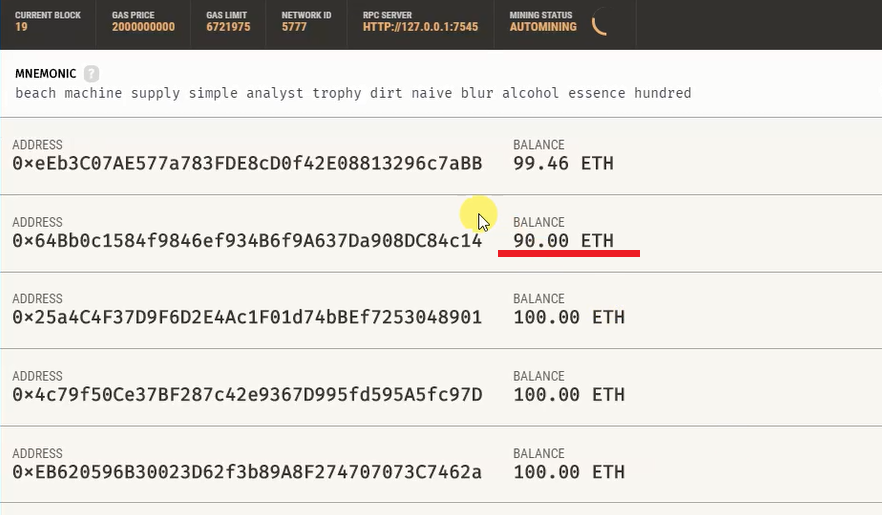 CURRENT BLOCK GAS PRICE GAS LIMIT NETWORK ID RPC SERVER MINING STATUS
19 2000000000 6721975 5777 HTTP://127.0.0.1:7545 AUTOMINING
MNEMONIC ?
beach machine supply simple analyst trophy dirt naive blur alcohol essence hundred
ADDRESS BALANCE
0×eEb3C07AE577a783FDE8cD0f42E08813296c7aBB 99.46 ETH
ADDRESS BALANCE
0×64Bb0c1584f9846ef934B6f9A637Da908DC84c14 90.00 ETH
ADDRESS BALANCE
0×25a4C4F37D9F6D2E4Ac1F01d74bBEf7253048901 100.00 ETH
ADDRESS BALANCE
0×4c79f50Ce37BF287c42e9367D995fd595A5fc97D 100.00 ETH
ADDRESS BALANCE
0×EB620596B30023D62f3b89A8F274707073C7462a 100.00 ETH